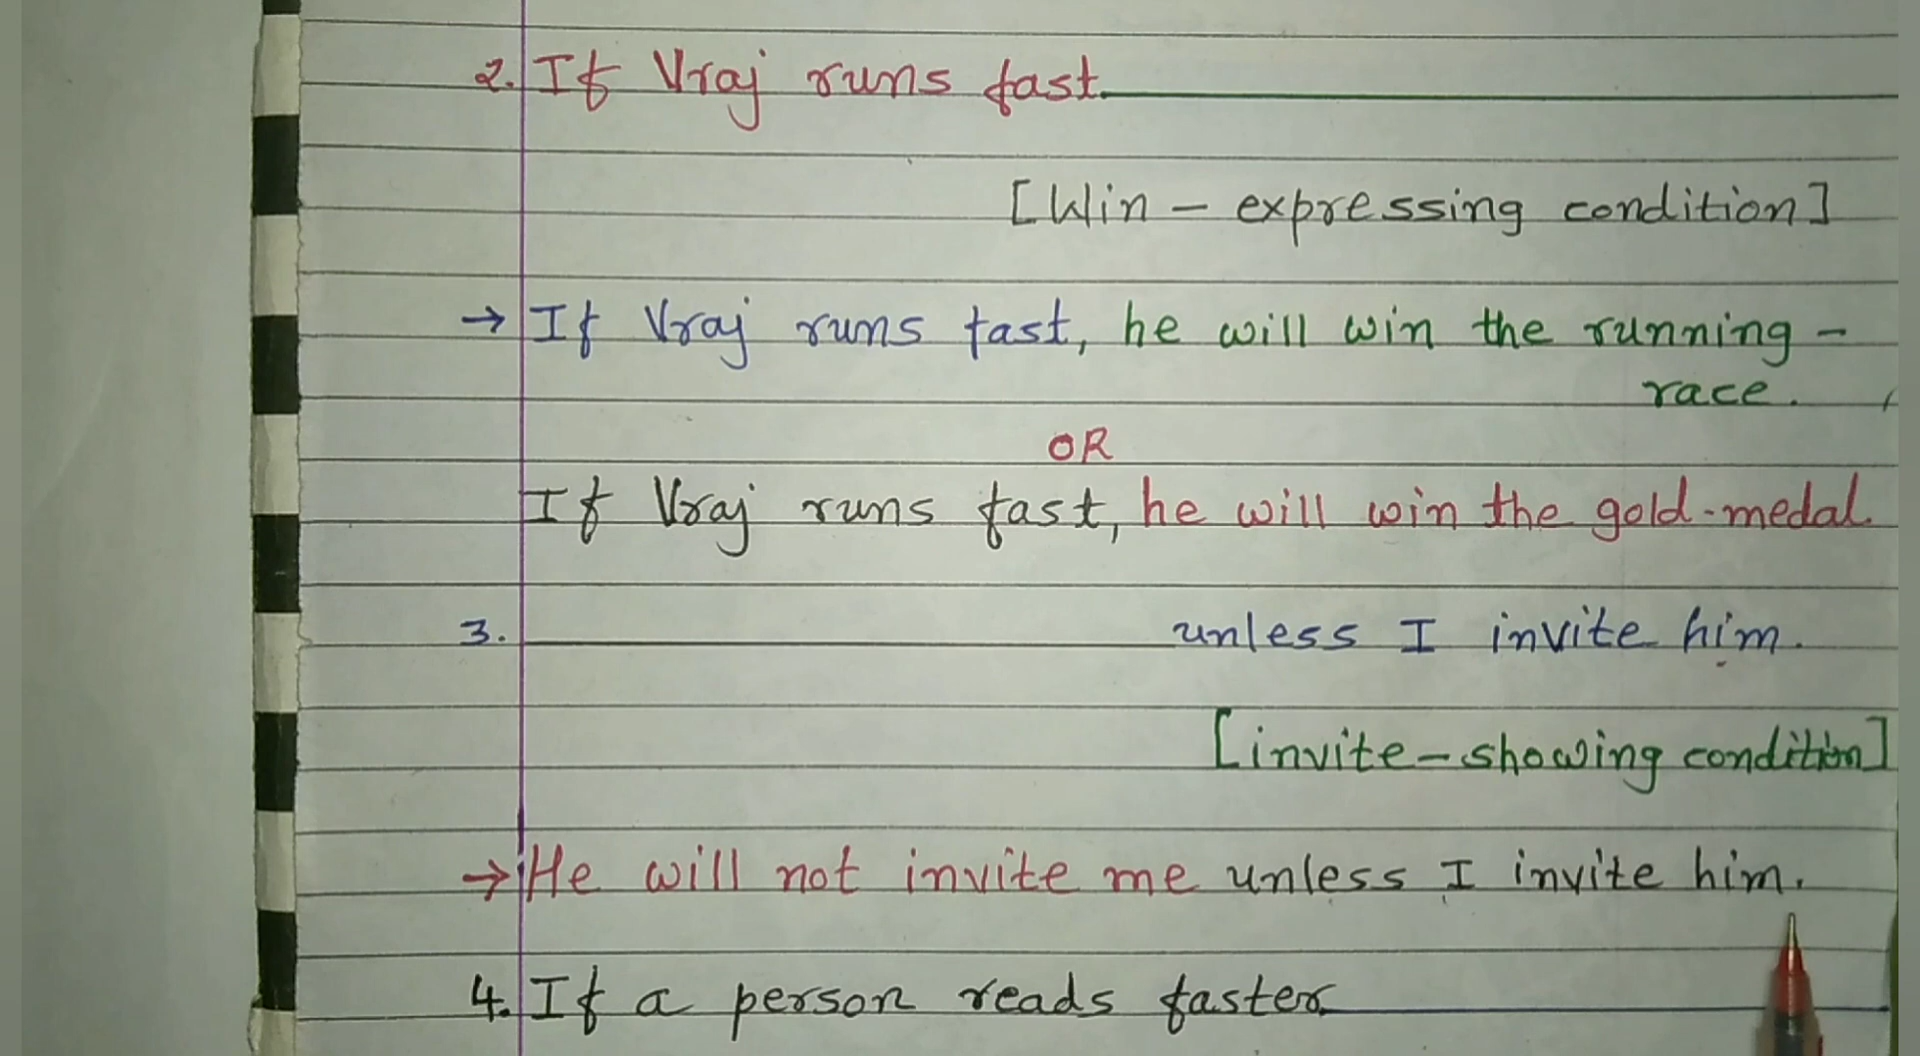 2. If Vraj runs fast.
[Win - expressing condition]
→ If Vraj runs fast, he will win the running -
race.
OR
If Vraj runs fast, he will win the gold-medal.
3. unless I invite him.
[invite - showing condition]
→ He will not invite me unless I invite him.
4. If a person reads faster